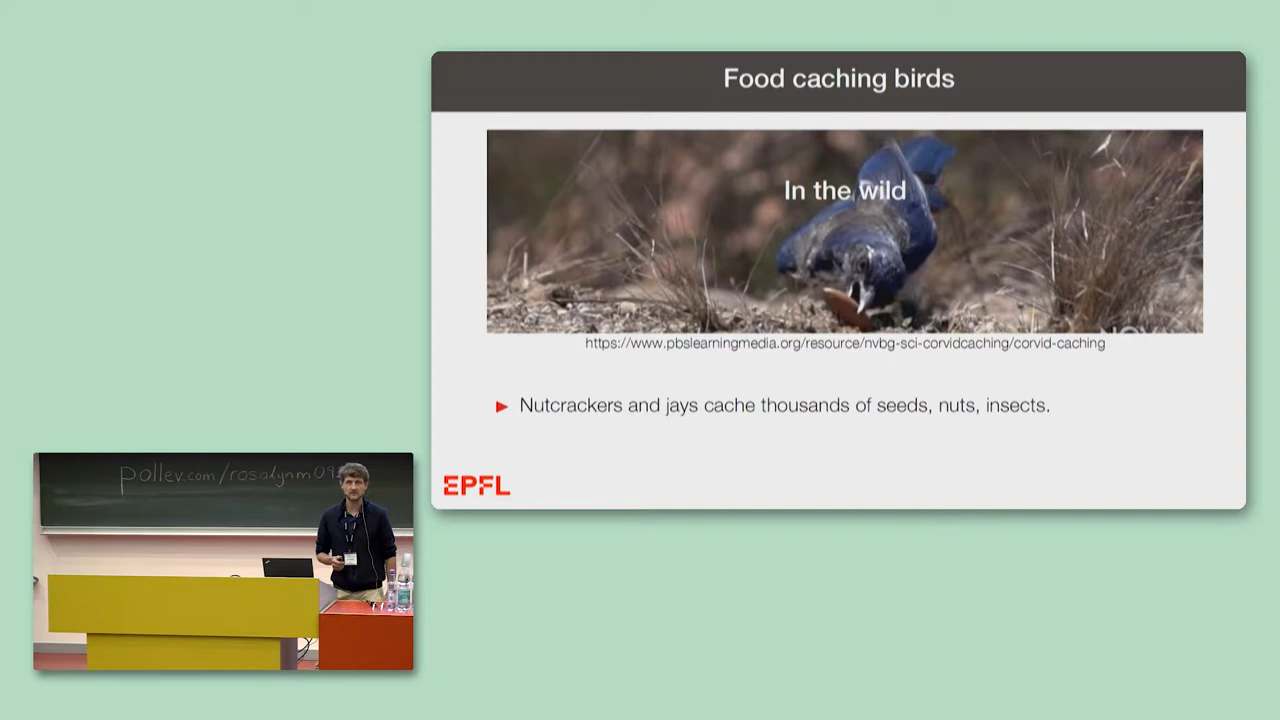 Food caching birds
In the wild
https://www.pbslearningmedia.org/resource/nvbg-sci-corvidcaching/corvid-caching
► Nutcrackers and jays cache thousands of seeds, nuts, insects.
EPFL
pollev.com/rosalynm09